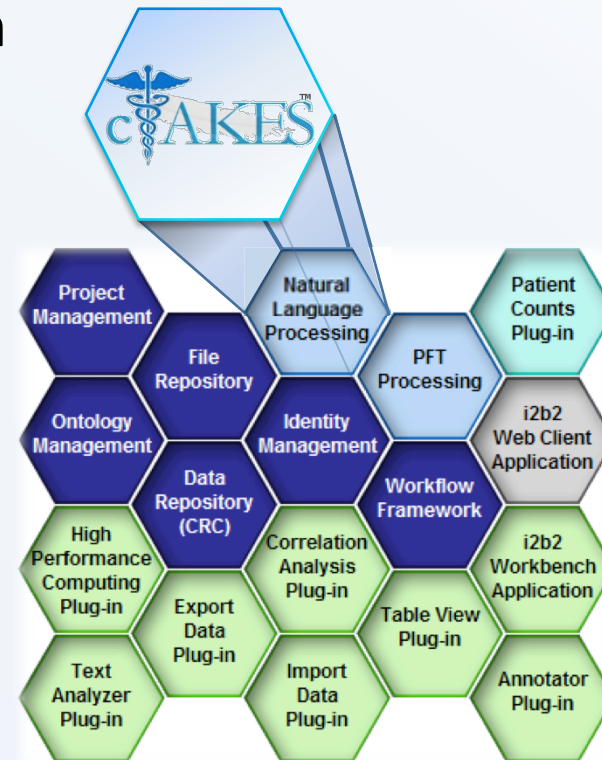 cTAKES™
Project
Management
Natural
Language
Processing
Patient
Counts
Plug-in
File
Repository
PFT
Processing
Ontology
Management
Identity
Management
i2b2
Web Client
Application
Data
Repository
(CRC)
Workflow
Framework
High
Performance
Computing
Plug-in
Correlation
Analysis
Plug-in
i2b2
Workbench
Application
Export
Data
Plug-in
Table View
Plug-in
Text
Analyzer
Plug-in
Import
Data
Plug-in
Annotator
Plug-in